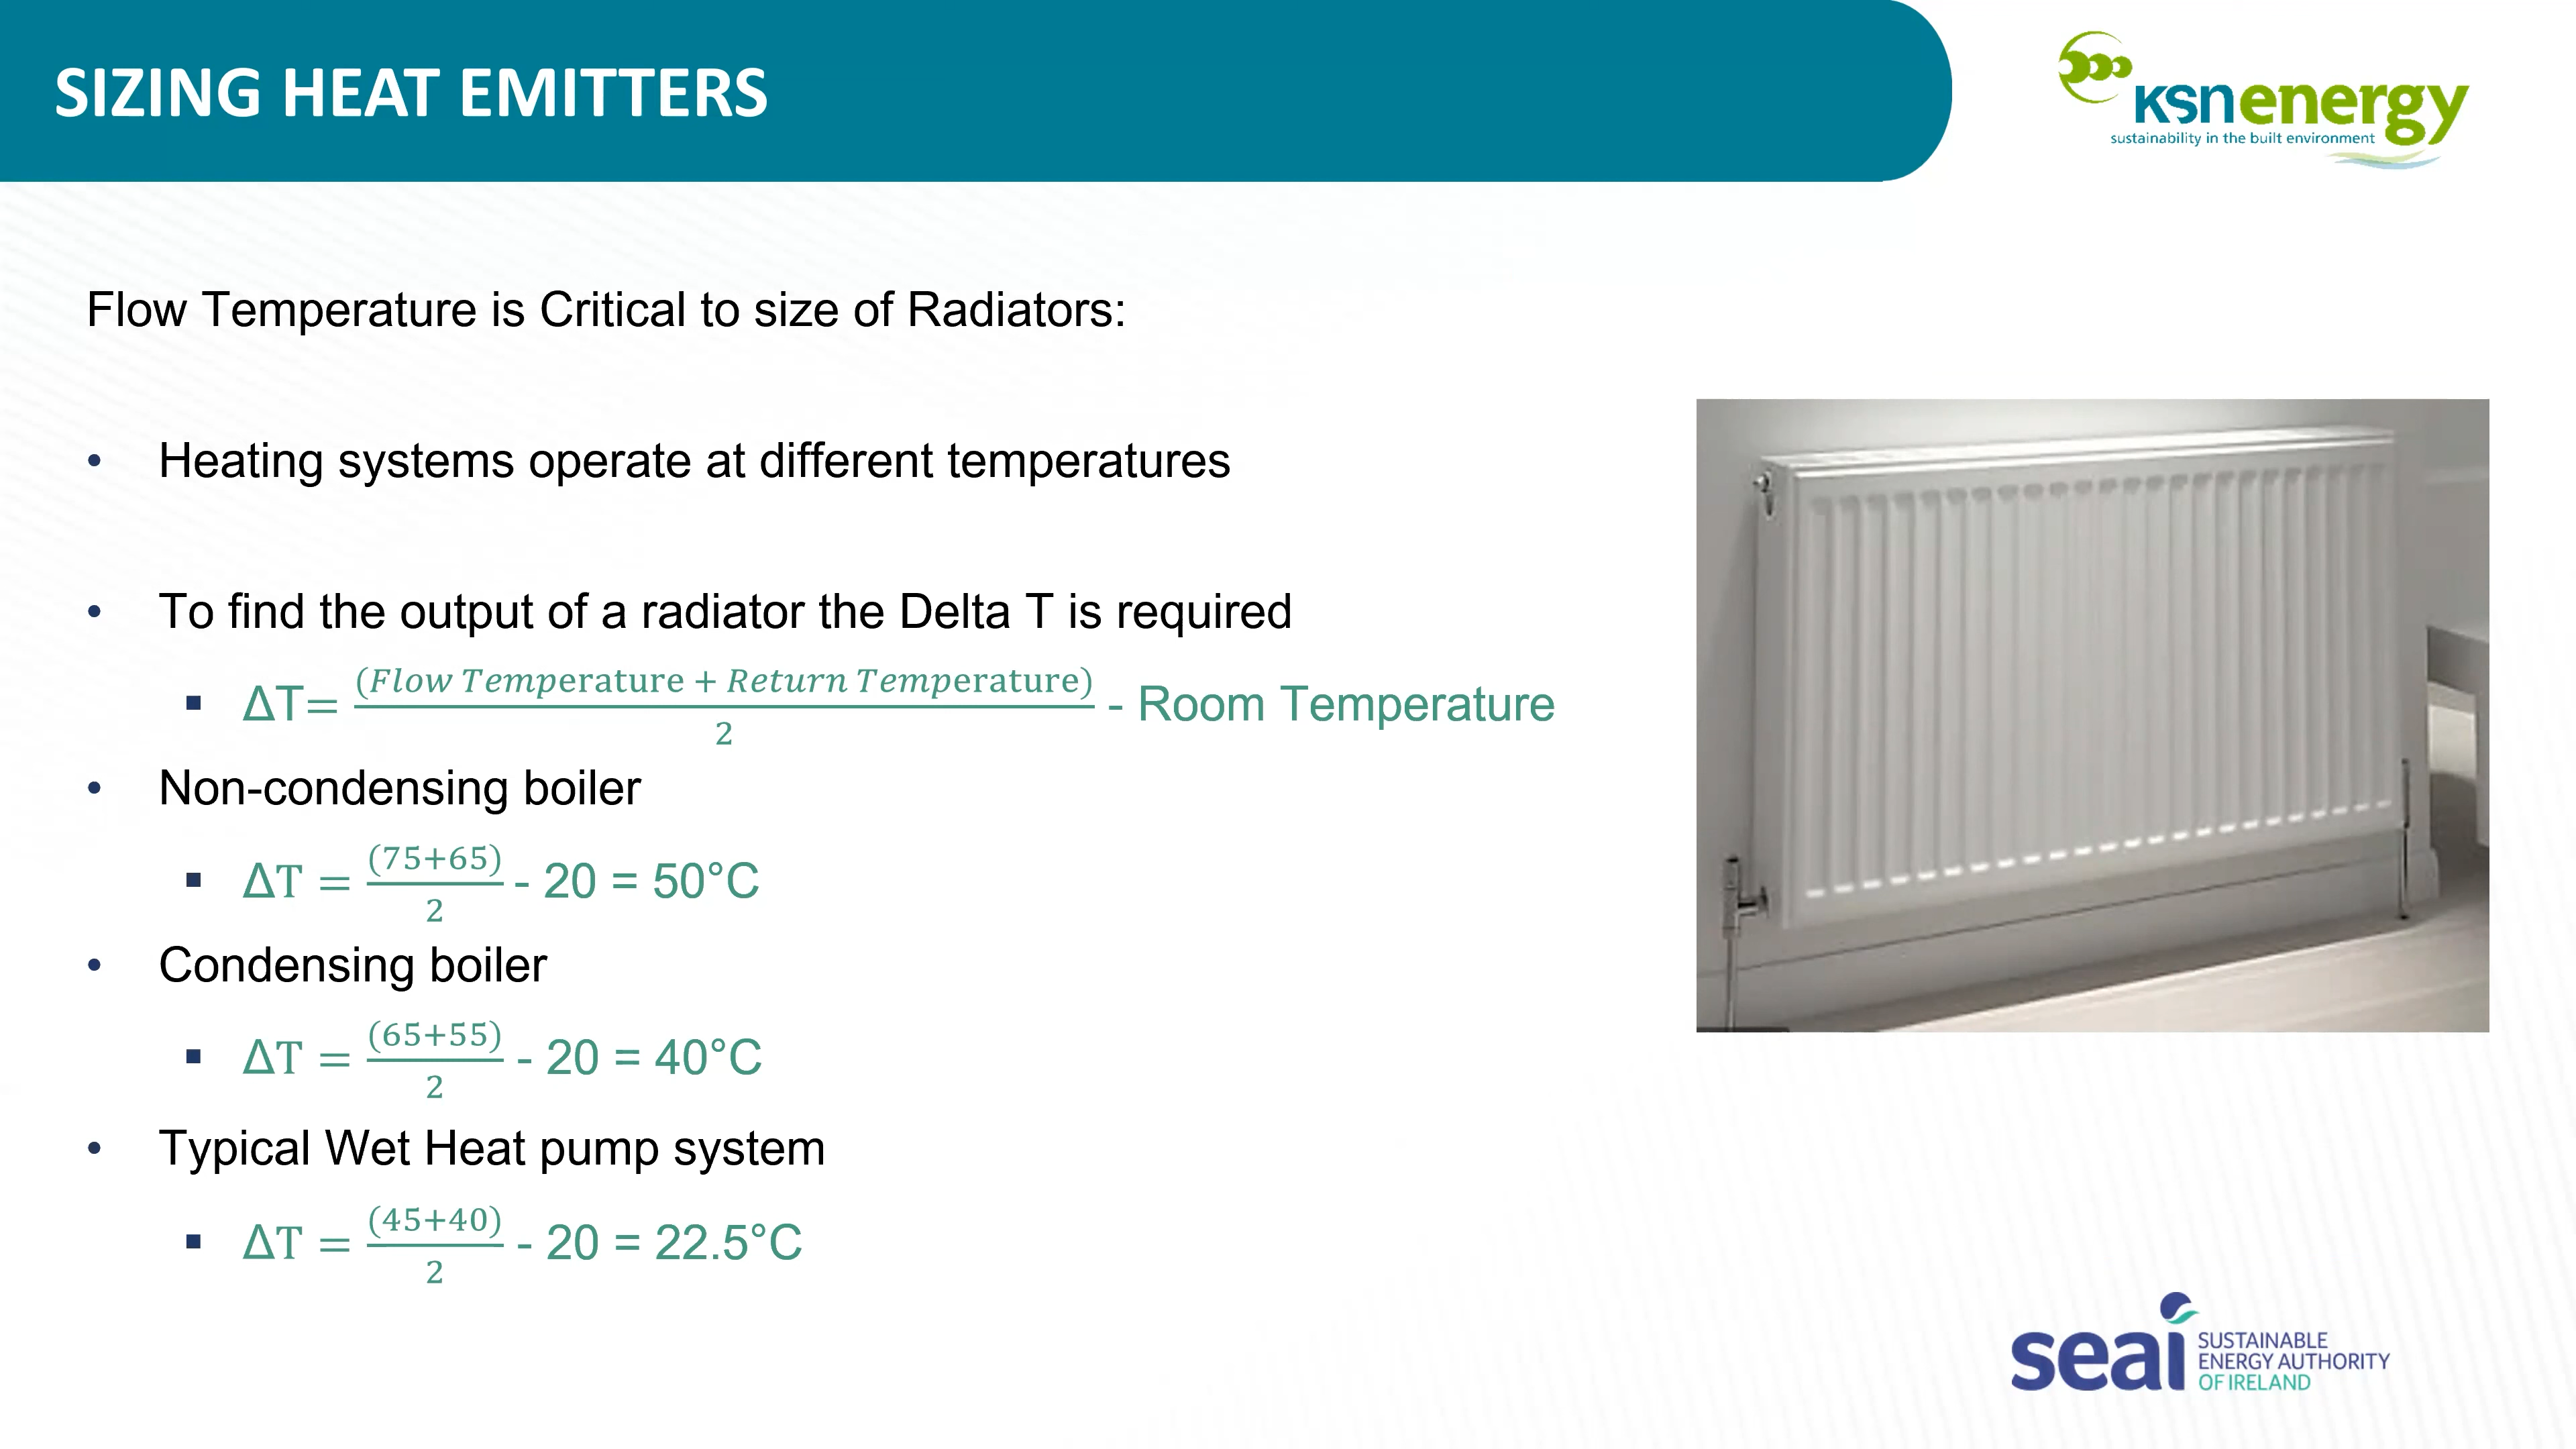 SIZING HEAT EMITTERS
ksnenergy
sustainability in the built environment
Flow Temperature is Critical to size of Radiators:
• Heating systems operate at different temperatures
• To find the output of a radiator the Delta T is required
▪ ΔT= (Flow Temperature + Return Temperature)/2 - Room Temperature
• Non-condensing boiler
▪ ΔT = (75+65)/2 - 20 = 50°C
• Condensing boiler
▪ ΔT = (65+55)/2 - 20 = 40°C
• Typical Wet Heat pump system
▪ ΔT = (45+40)/2 - 20 = 22.5°C
seai
SUSTAINABLE
ENERGY AUTHORITY
OF IRELAND